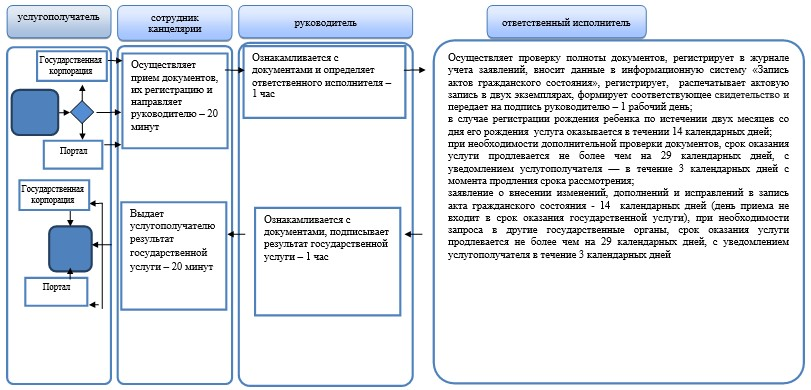 услугополучатель
сотрудник
канцелярии
руководитель
ответственный исполнитель
Государственная
корпорация
Портал
Государственная
корпорация
Портал
Осуществляет
прием документов,
их регистрацию и
направляет
руководителю – 20
минут
Выдает
услугополучателю
результат
государственной
услуги – 20 минут
Ознакамливается с
документами и определяет
ответственного исполнителя –
1 час
Ознакамливается с
документами, подписывает
результат государственной
услуги – 1 час
Осуществляет проверку полноты документов, регистрирует в журнале
учета заявлений, вносит данные в информационную систему «Запись
актов гражданского состояния», регистрирует, распечатывает актовую
запись в двух экземплярах, формирует соответствующее свидетельство и
передает на подпись руководителю – 1 рабочий день;
в случае регистрации рождения ребенка по истечении двух месяцев со
дня его рождения услуга оказывается в течении 14 календарных дней;
при необходимости дополнительной проверки документов, срок оказания
услуги продлевается не более чем на 29 календарных дней, с
уведомлением услугополучателя — в течение 3 календарных дней с
момента продления срока рассмотрения;
заявление о внесении изменений, дополнений и исправлений в запись
акта гражданского состояния - 14 календарных дней (день приема не
входит в срок оказания государственной услуги), при необходимости
запроса в другие государственные органы, срок оказания услуги
продлевается не более чем на 29 календарных дней, с уведомлением
услугополучателя в течение 3 календарных дней